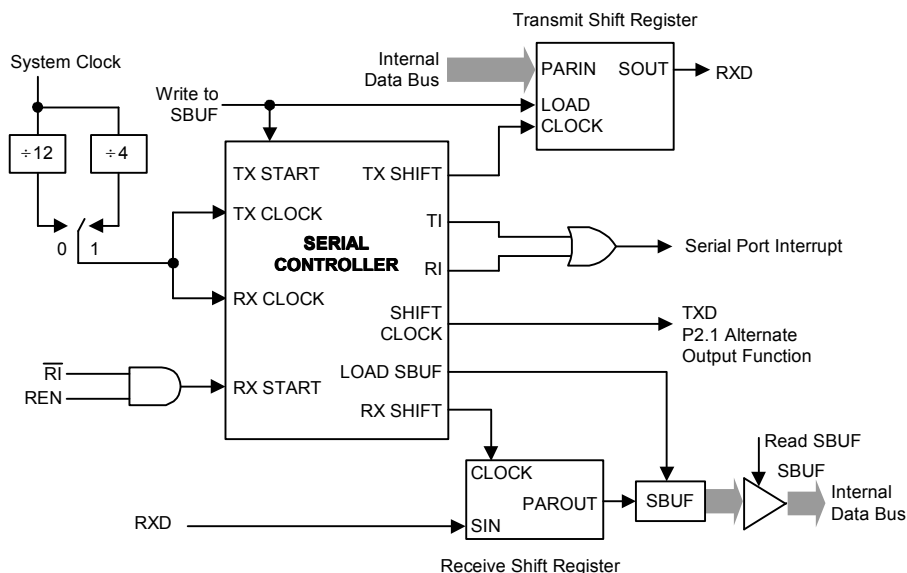 Transmit Shift Register
System Clock
Internal
Data Bus
PARIN
SOUT
RXD
Write to
SBUF
LOAD
CLOCK
÷12
÷4
0
1
TX START
TX SHIFT
TX CLOCK
TI
SERIAL
CONTROLLER
Serial Port Interrupt
RI
RX CLOCK
SHIFT
CLOCK
TXD
P2.1 Alternate
Output Function
RI
REN
RX START
LOAD SBUF
RX SHIFT
Read SBUF
CLOCK
SBUF
PAROUT
SBUF
Internal
Data Bus
RXD
SIN
Receive Shift Register